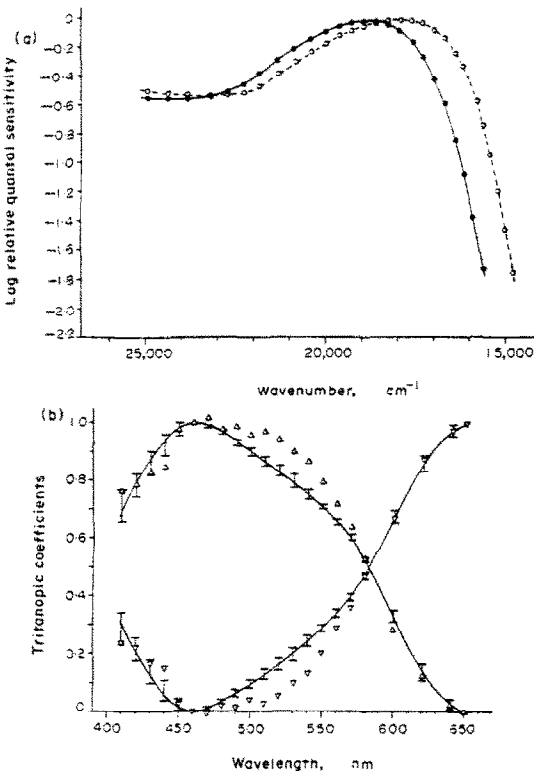 (a)
Log relative quantal sensitivity
0
-0.2
-0.4
-0.6
-0.8
-1.0
-1.2
-1.4
-1.6
-1.8
-2.0
-2.2
25,000 20,000 15,000
Wavenumber, cm⁻¹
(b)
Tritanopic coefficients
1.0
0.8
0.6
0.4
0.2
0
400 450 500 550 600 650
Wavelength, nm